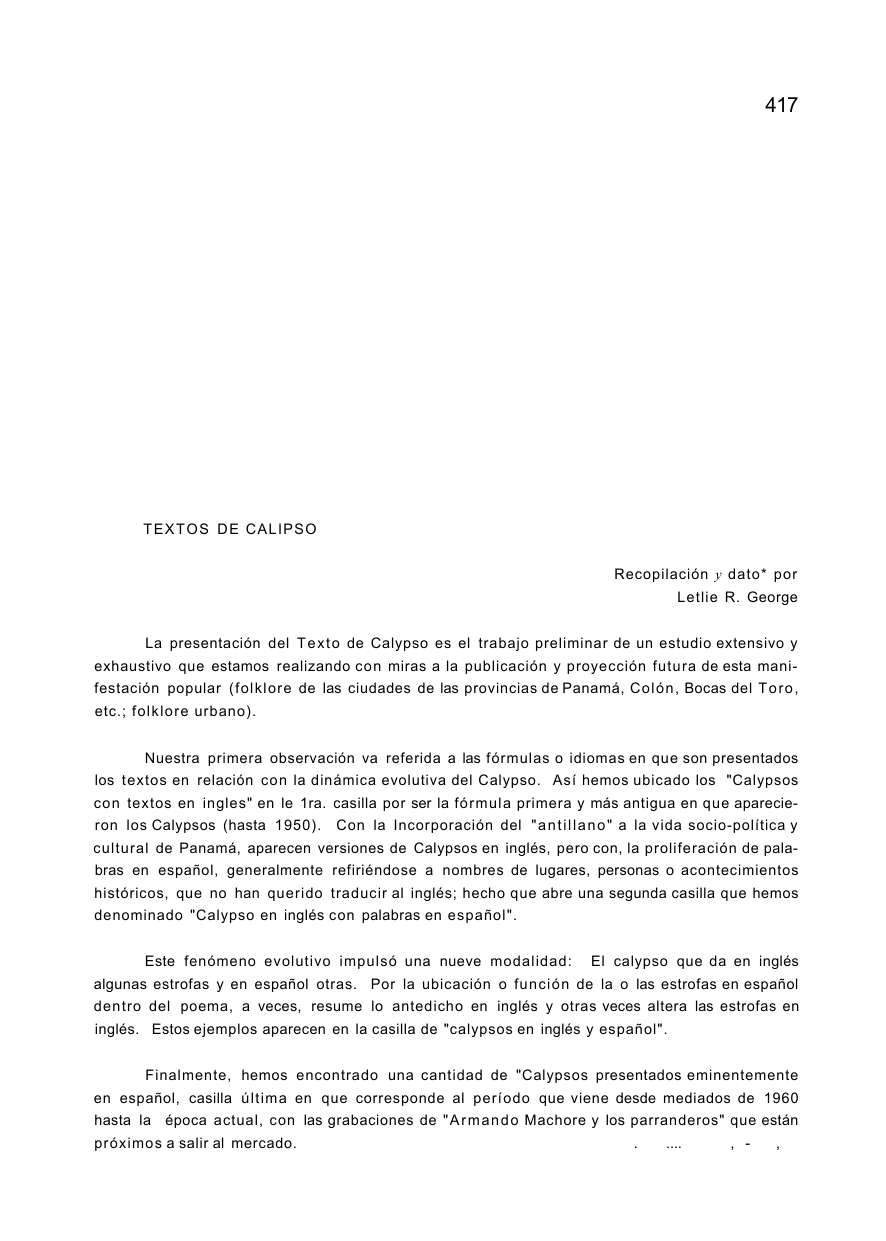 417
TEXTOS DE CALIPSO
Recopilación y dato* por
Letlie R. George
La presentación del Texto de Calypso es el trabajo preliminar de un estudio extensivo y
exhaustivo que estamos realizando con miras a la publicación y proyección futura de esta mani-
festación popular (folklore de las ciudades de las provincias de Panamá, Colón, Bocas del Toro,
etc.; folklore urbano).
Nuestra primera observación va referida a las fórmulas o idiomas en que son presentados
los textos en relación con la dinámica evolutiva del Calypso. Así hemos ubicado los "Calypsos
con textos en ingles" en le 1ra. casilla por ser la fórmula primera y más antigua en que aparecie-
ron los Calypsos (hasta 1950). Con la Incorporación del "antillano" a la vida socio-política y
cultural de Panamá, aparecen versiones de Calypsos en inglés, pero con, la proliferación de pala-
bras en español, generalmente refiriéndose a nombres de lugares, personas o acontecimientos
históricos, que no han querido traducir al inglés; hecho que abre una segunda casilla que hemos
denominado "Calypso en inglés con palabras en español".
Este fenómeno evolutivo impulsó una nueve modalidad: El calypso que da en inglés
algunas estrofas y en español otras. Por la ubicación o función de la o las estrofas en español
dentro del poema, a veces, resume lo antedicho en inglés y otras veces altera las estrofas en
inglés. Estos ejemplos aparecen en la casilla de "calypsos en inglés y español".
Finalmente, hemos encontrado una cantidad de "Calypsos presentados eminentemente
en español, casilla última en que corresponde al período que viene desde mediados de 1960
hasta la época actual, con las grabaciones de "Armando Machore y los parranderos" que están
próximos a salir al mercado. . .... , - ,